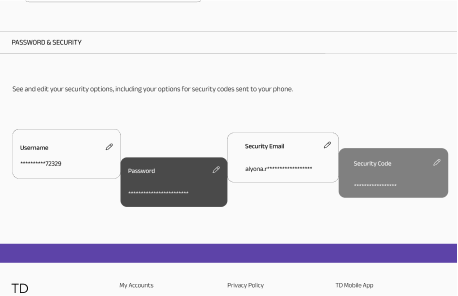 PASSWORD & SECURITY
See and edit your security options, including your options for security codes sent to your phone.
Username
**********72329
Password
***********************
Security Email
alyona.r*****************
Security Code
****************
TD
My Accounts
Privacy Policy
TD Mobile App